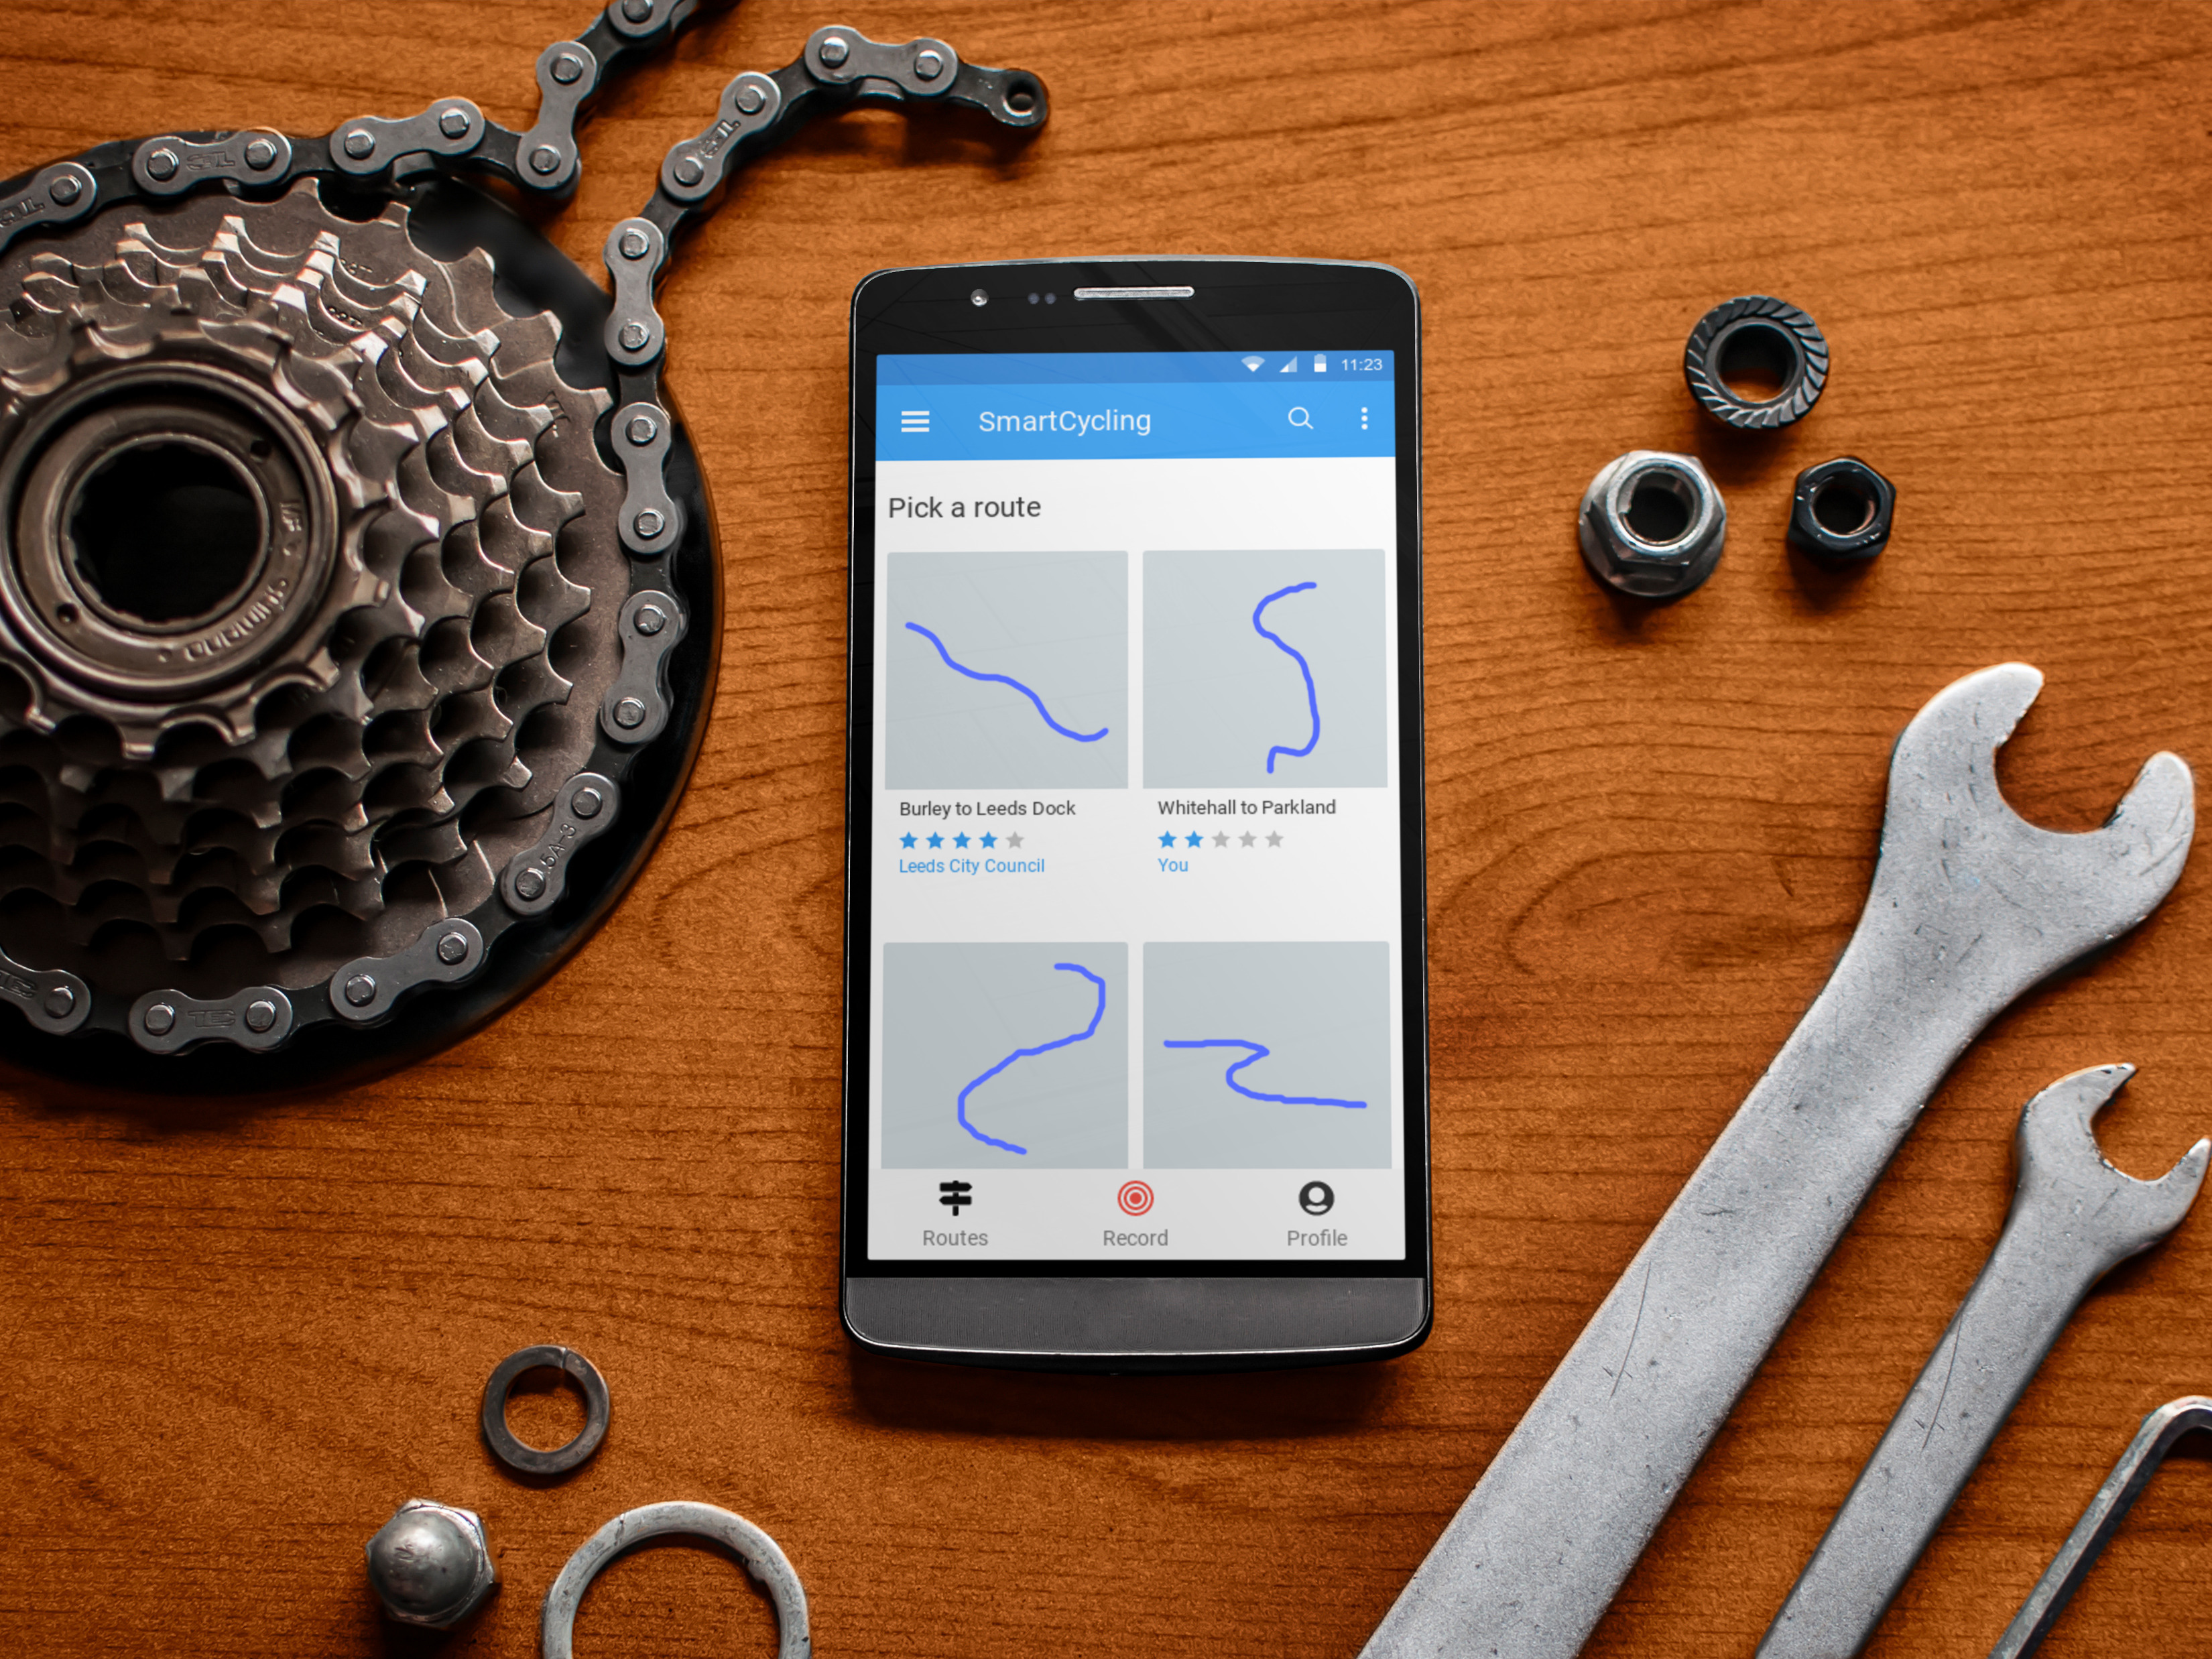 11:23
SmartCycling
Pick a route
Burley to Leeds Dock
Whitehall to Parkland
Leeds City Council
You
Routes
Record
Profile
SHIMANO